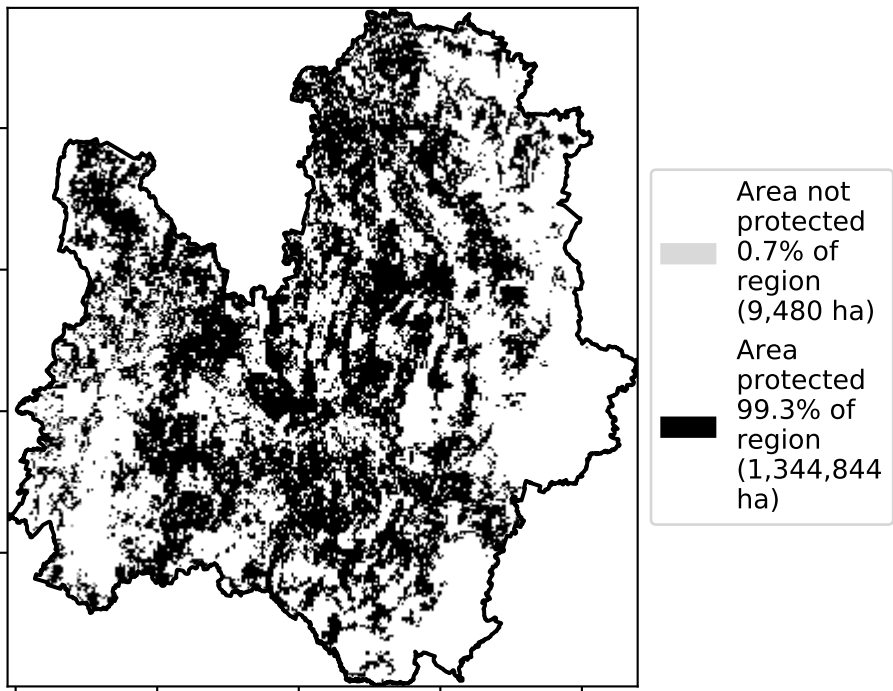 Area not
protected
0.7% of
region
(9,480 ha)
Area
protected
99.3% of
region
(1,344,844
ha)